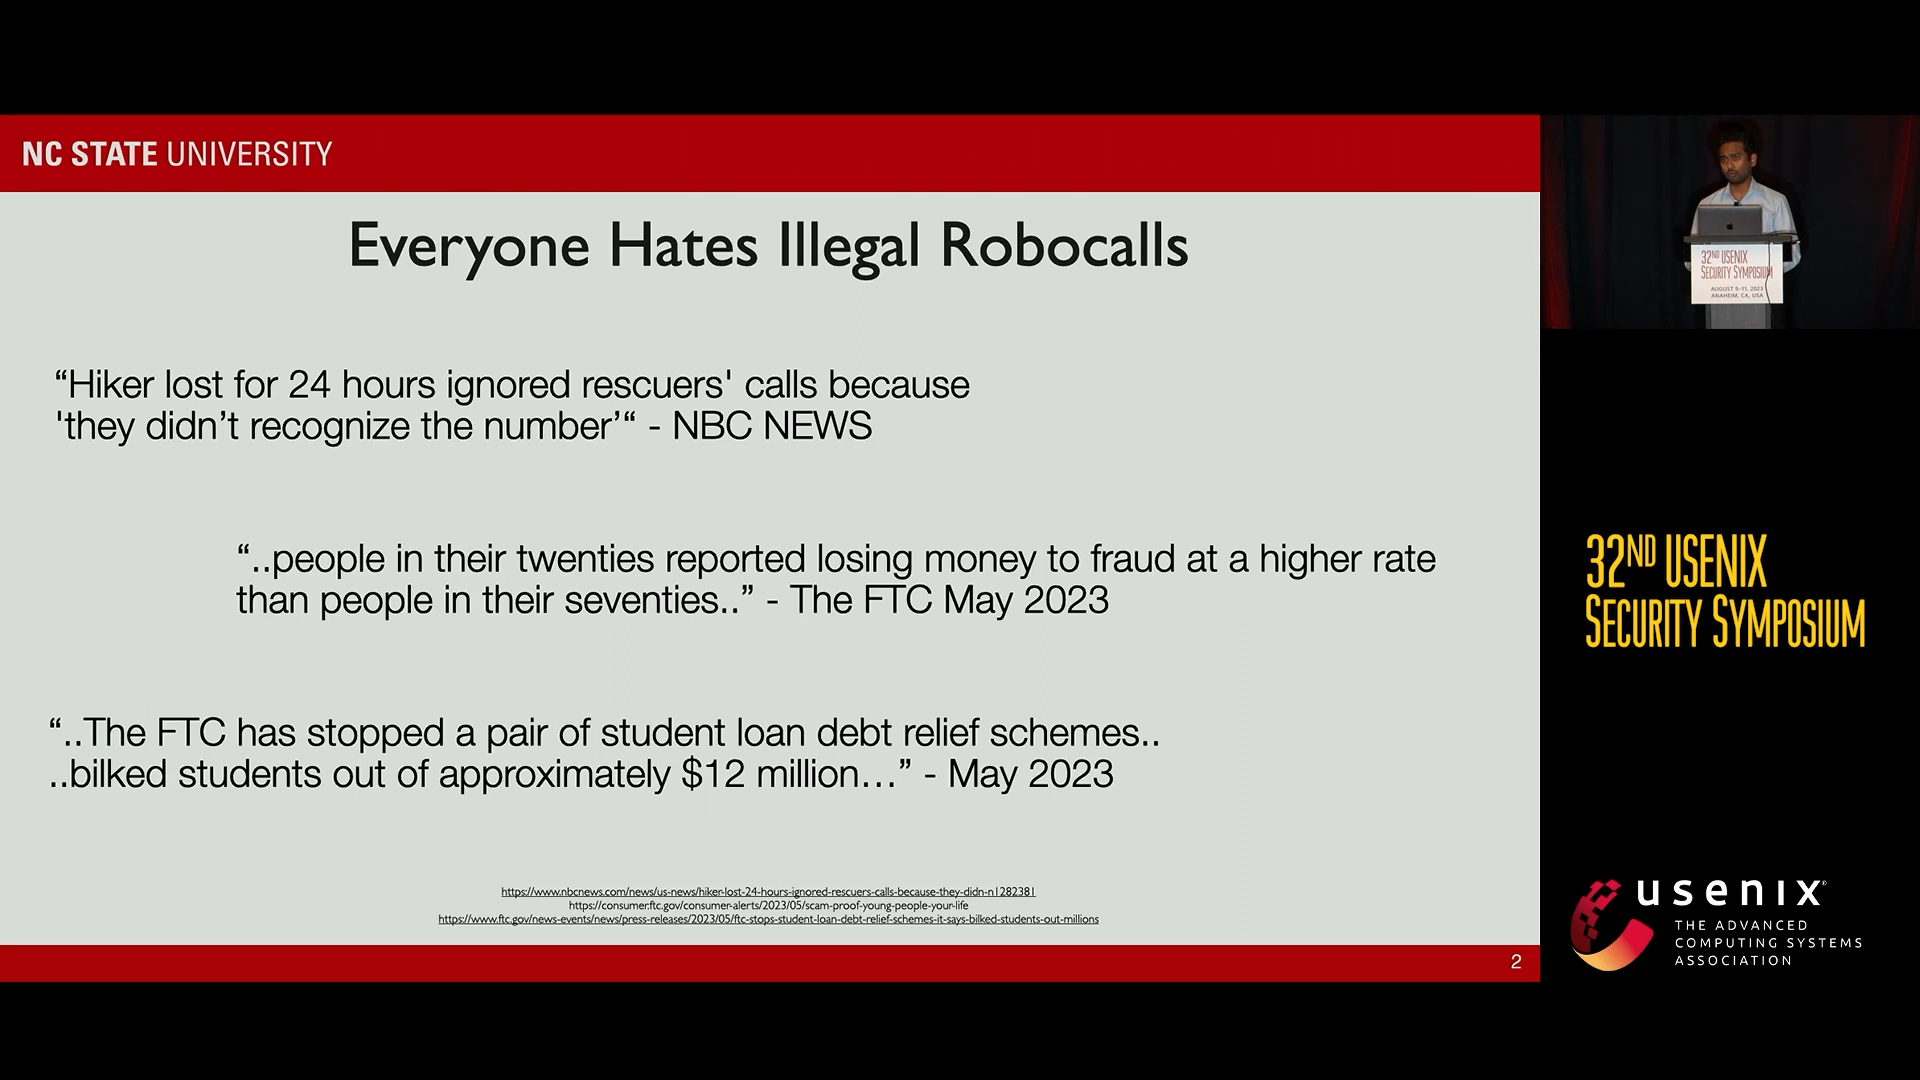 NC STATE UNIVERSITY
Everyone Hates Illegal Robocalls
“Hiker lost for 24 hours ignored rescuers' calls because
'they didn’t recognize the number’“ - NBC NEWS
“..people in their twenties reported losing money to fraud at a higher rate
than people in their seventies..” - The FTC May 2023
“..The FTC has stopped a pair of student loan debt relief schemes..
..bilked students out of approximately $12 million…” - May 2023
https://www.nbcnews.com/news/us-news/hiker-lost-24-hours-ignored-rescuers-calls-because-they-didn-n1282381
https://consumer.ftc.gov/consumer-alerts/2023/05/scam-proof-young-people-your-life
https://www.ftc.gov/news-events/news/press-releases/2023/05/ftc-stops-student-loan-debt-relief-schemes-it-says-bilked-students-out-millions
2
32ND USENIX
SECURITY SYMPOSIUM
AUGUST 9–11, 2023
ANAHEIM, CA, USA
32ND USENIX
SECURITY SYMPOSIUM
usenix®
THE ADVANCED
COMPUTING SYSTEMS
ASSOCIATION